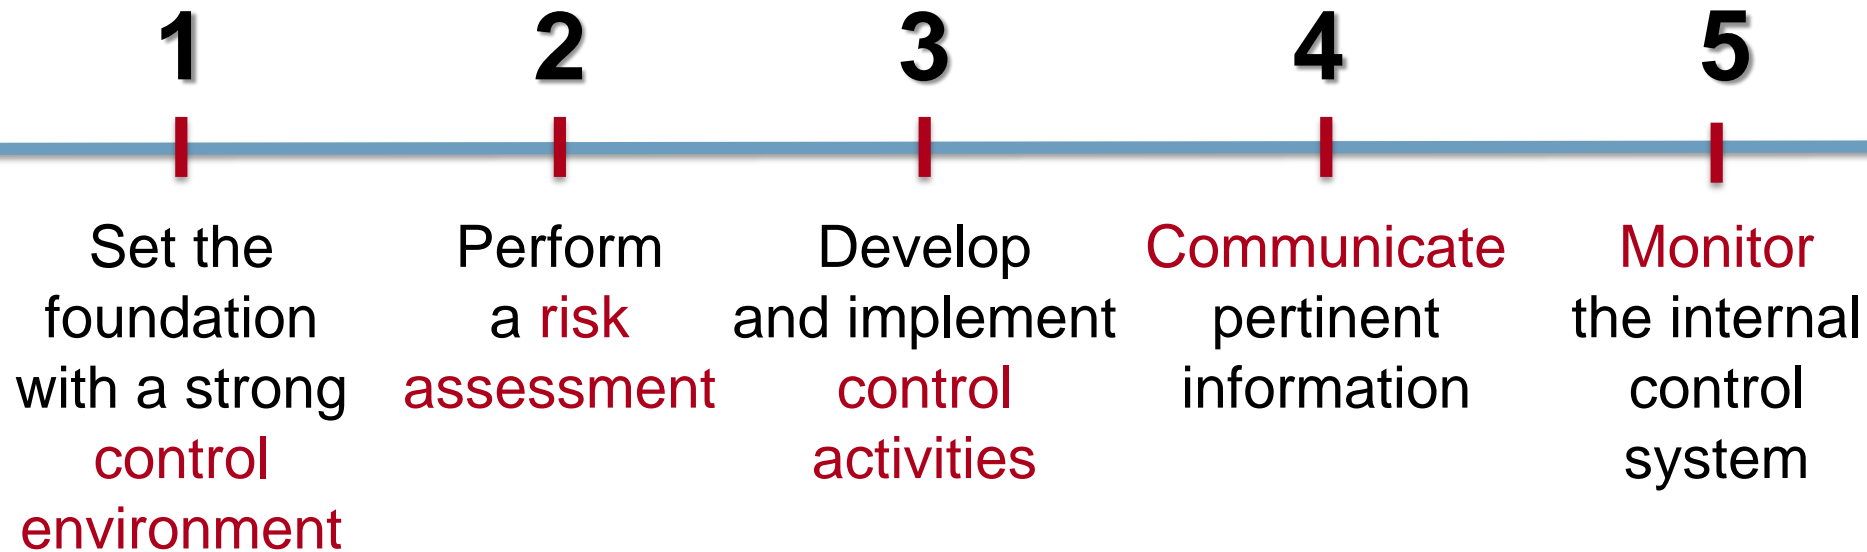 1
2
3
4
5
Set the
foundation
with a strong
control
environment
Perform
a risk
assessment
Develop
and implement
control
activities
Communicate
pertinent
information
Monitor
the internal
control
system